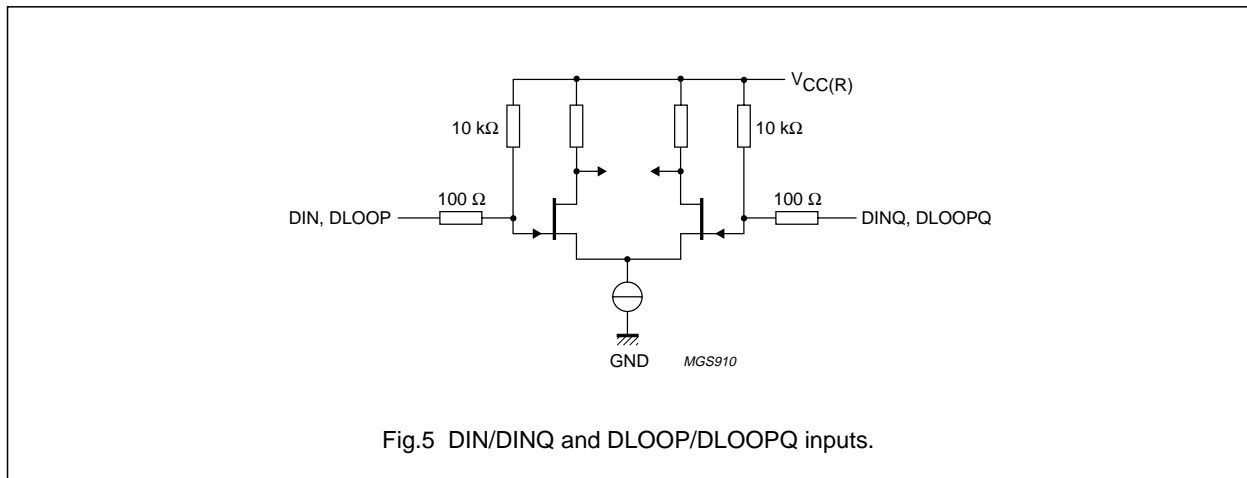 VCC(R)
10 kΩ
10 kΩ
100 Ω
100 Ω
DIN, DLOOP
DINQ, DLOOPQ
GND
MGS910
Fig.5 DIN/DINQ and DLOOP/DLOOPQ inputs.